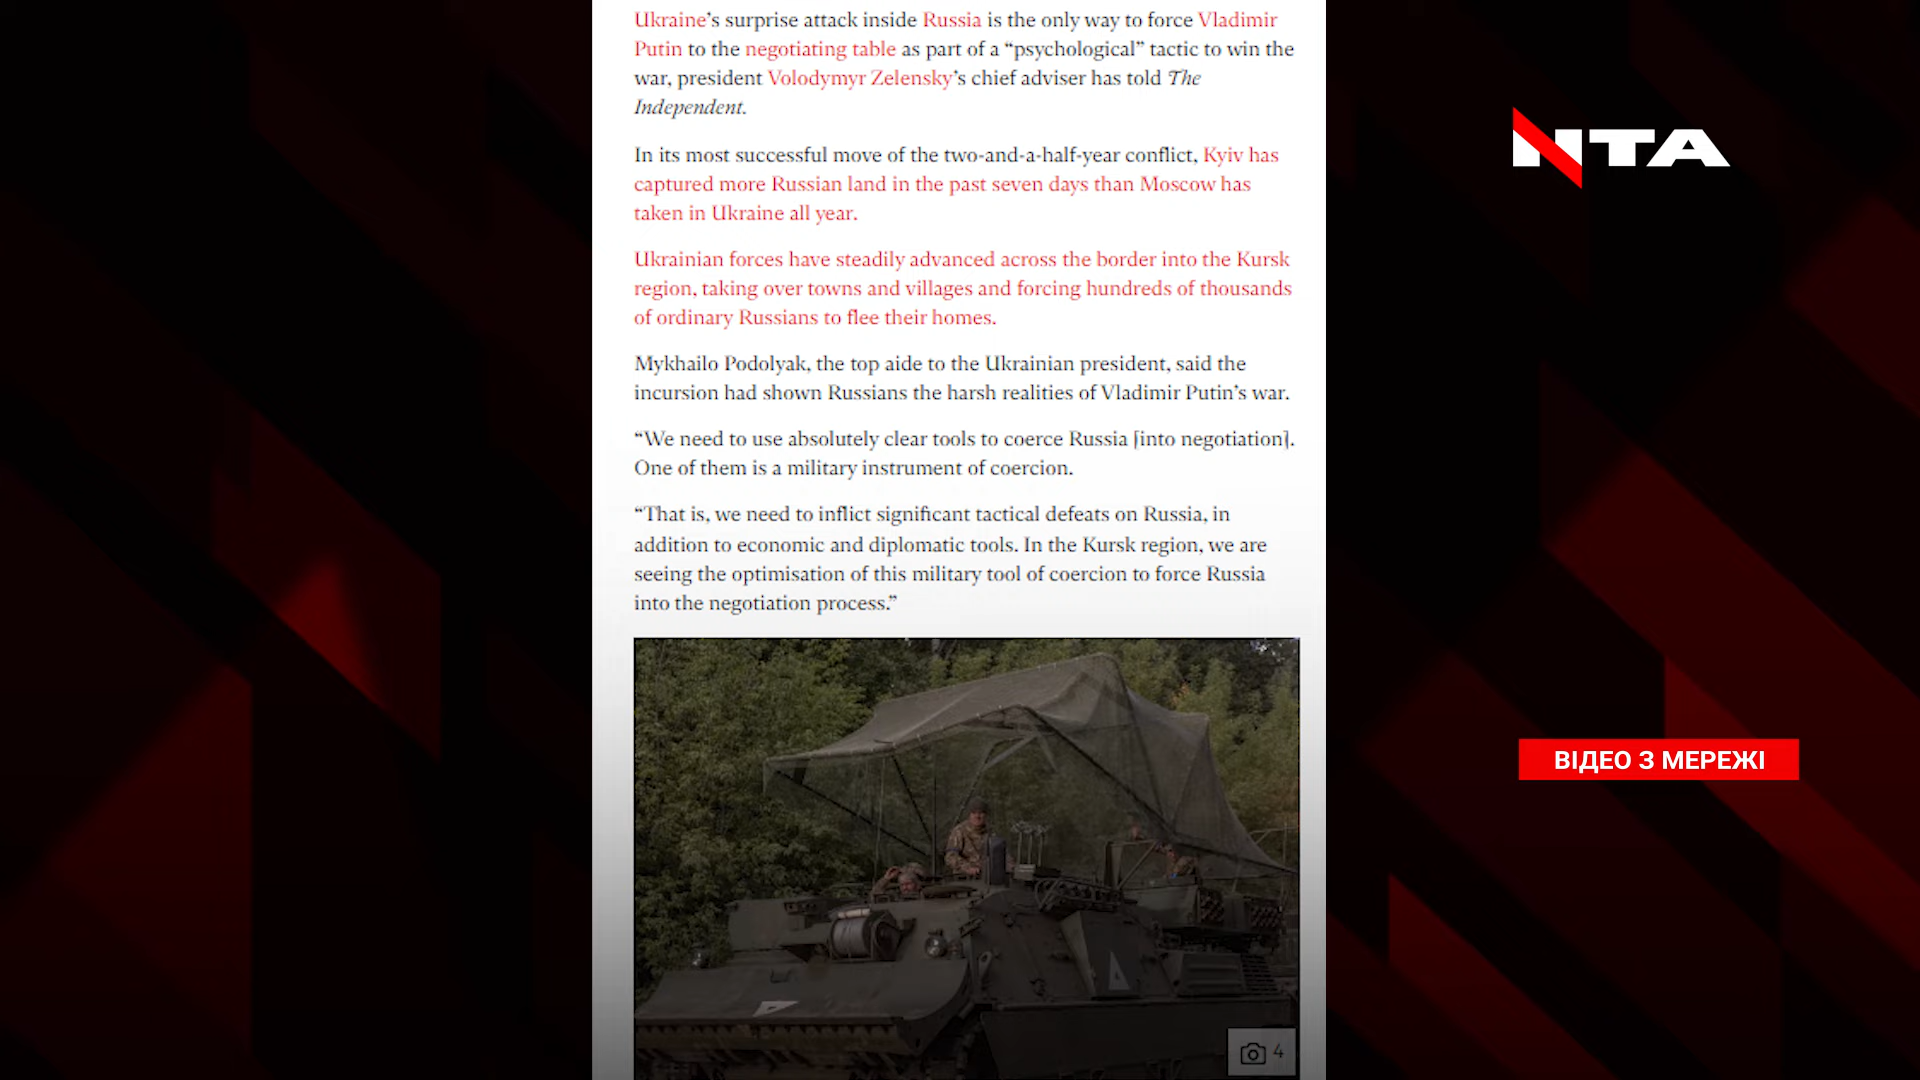 Ukraine’s surprise attack inside Russia is the only way to force Vladimir
Putin to the negotiating table as part of a “psychological” tactic to win the
war, president Volodymyr Zelensky’s chief adviser has told The
Independent.
In its most successful move of the two-and-a-half-year conflict, Kyiv has
captured more Russian land in the past seven days than Moscow has
taken in Ukraine all year.
Ukrainian forces have steadily advanced across the border into the Kursk
region, taking over towns and villages and forcing hundreds of thousands
of ordinary Russians to flee their homes.
Mykhailo Podolyak, the top aide to the Ukrainian president, said the
incursion had shown Russians the harsh realities of Vladimir Putin’s war.
“We need to use absolutely clear tools to coerce Russia [into negotiation].
One of them is a military instrument of coercion.
“That is, we need to inflict significant tactical defeats on Russia, in
addition to economic and diplomatic tools. In the Kursk region, we are
seeing the optimisation of this military tool of coercion to force Russia
into the negotiation process.”
4
NTA
ВІДЕО З МЕРЕЖІ